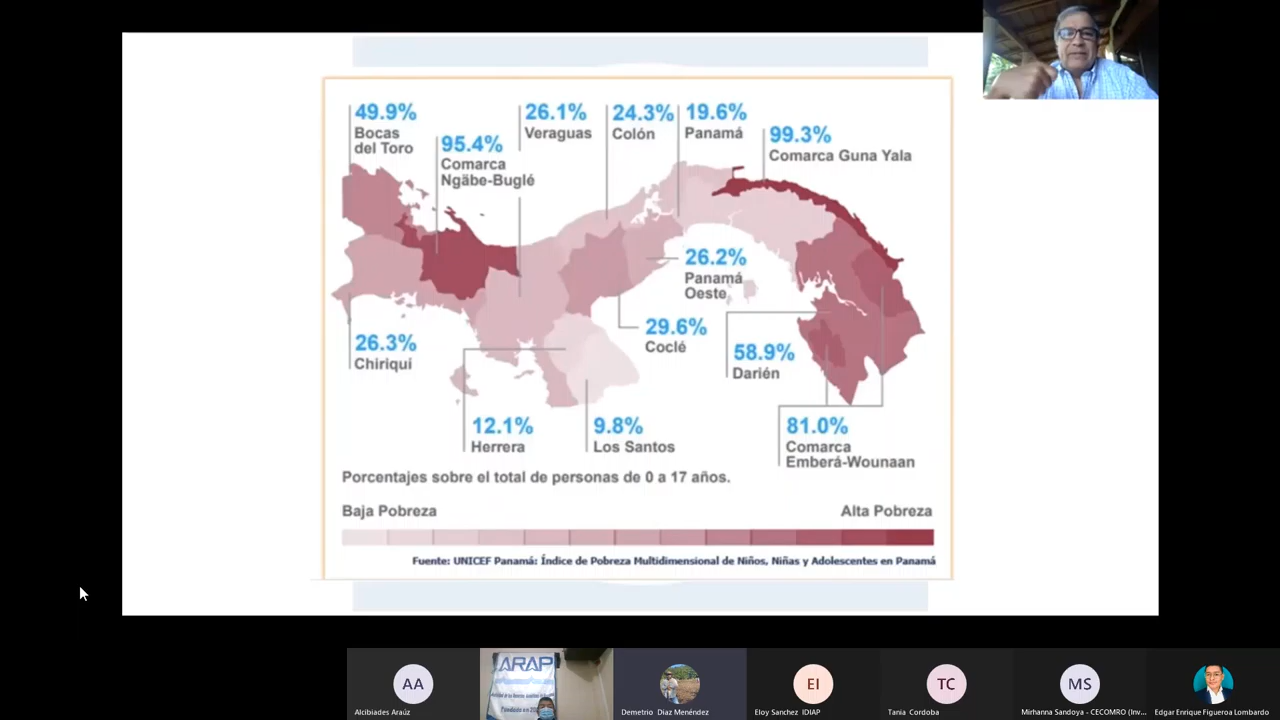 49.9%
Bocas
del Toro
95.4%
Comarca
Ngäbe-Buglé
26.1%
Veraguas
24.3%
Colón
19.6%
Panamá
99.3%
Comarca Guna Yala
26.2%
Panamá
Oeste
29.6%
Coclé
26.3%
Chiriqui
58.9%
Darién
12.1%
Herrera
9.8%
Los Santos
81.0%
Comarca
Emberá-Wounaan
Porcentajes sobre el total de personas de 0 a 17 años.
Baja Pobreza
Alta Pobreza
Fuente: UNICEF Panamá: Índice de Pobreza Multidimensional de Niños, Niñas y Adolescentes en Panamá
AA
Alcibiades Araúz
ARAP
Demetrio Diaz Menéndez
EI
Eloy Sanchez IDIAP
TC
Tania Cordoba
MS
Mirhanna Sandoya - CECOMRO (Inv...
Edgar Enrique Figueroa Lombardo